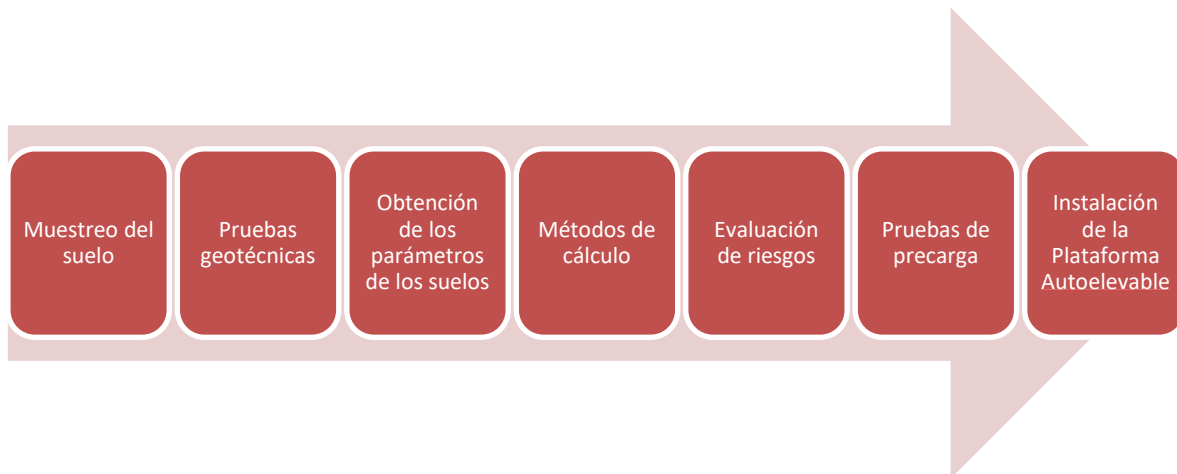 Muestreo del
suelo
Pruebas
geotécnicas
Obtención
de los
parámetros
de los suelos
Métodos de
cálculo
Evaluación
de riesgos
Pruebas de
precarga
Instalación
de la
Plataforma
Autoelevable